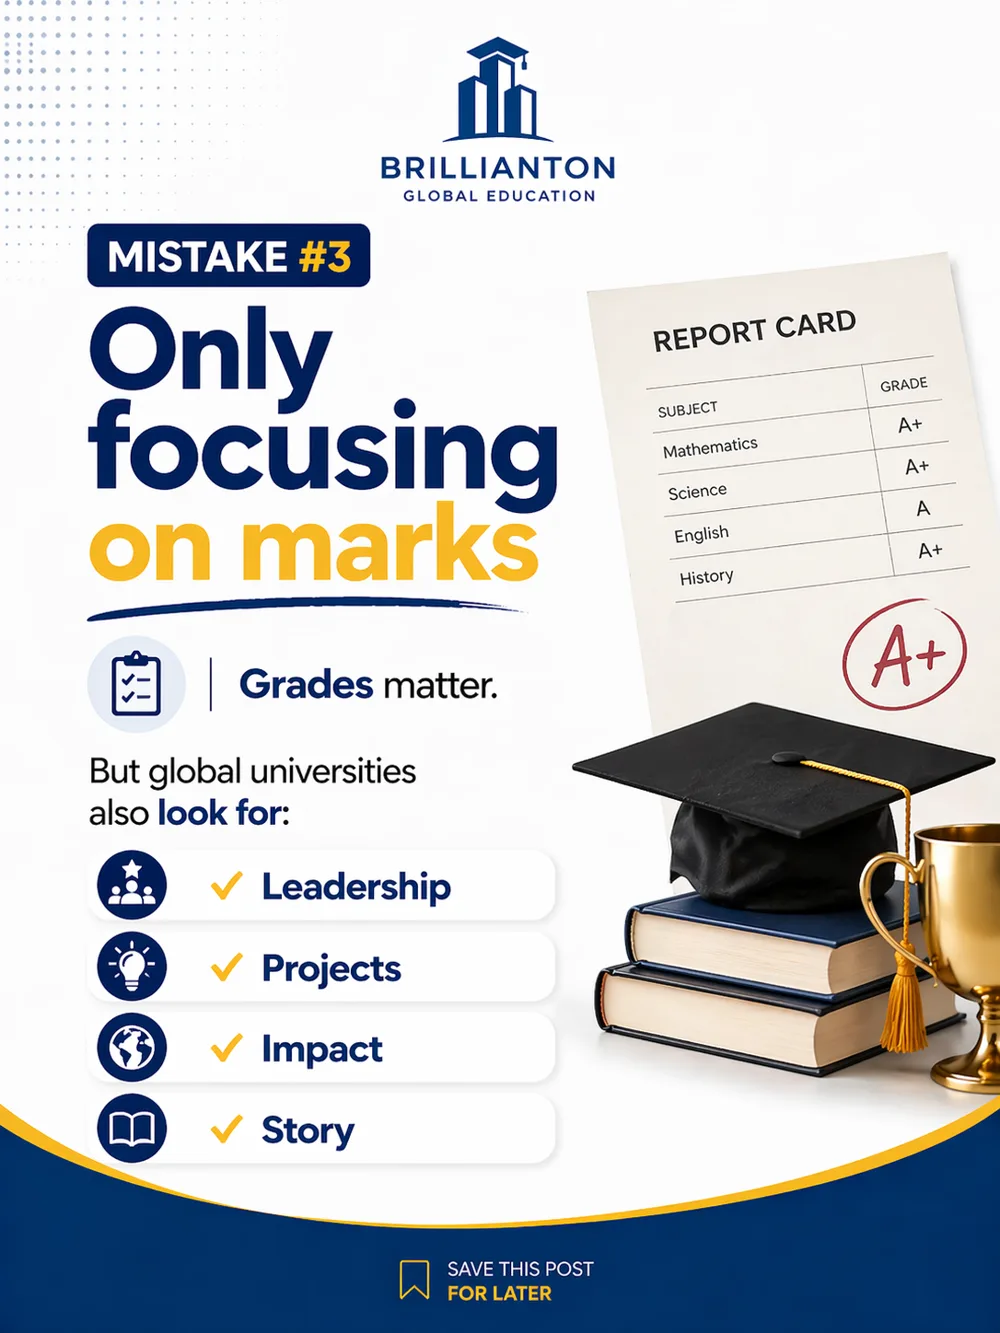 BRILLIANTON
GLOBAL EDUCATION
MISTAKE #3
Only
focusing
on marks
Grades matter.
But global universities
also look for:
Leadership
Projects
Impact
Story
REPORT CARD
SUBJECT GRADE
Mathematics A+
Science A+
English A
History A+
A+
SAVE THIS POST
FOR LATER